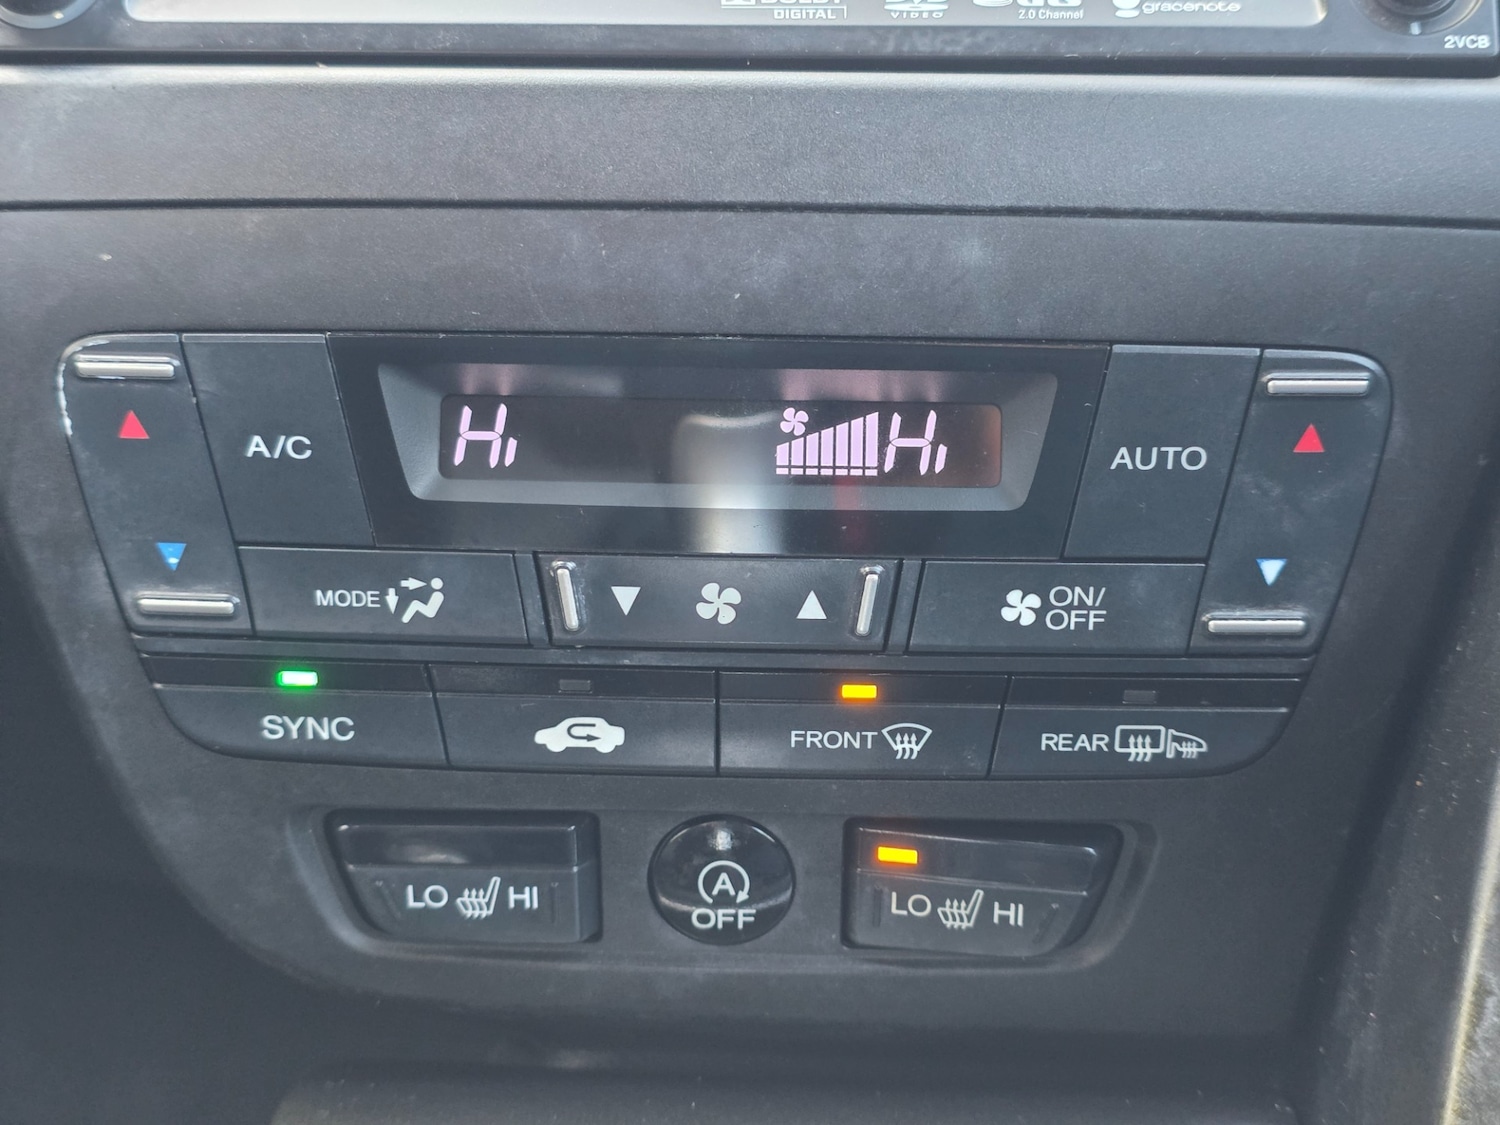 DIGITAL
VIDEO
2.0 Channel
gracenote
2VCB
Hi
Hi
A/C
AUTO
MODE
ON/
OFF
SYNC
FRONT
REAR
LO HI
A
OFF
LO HI